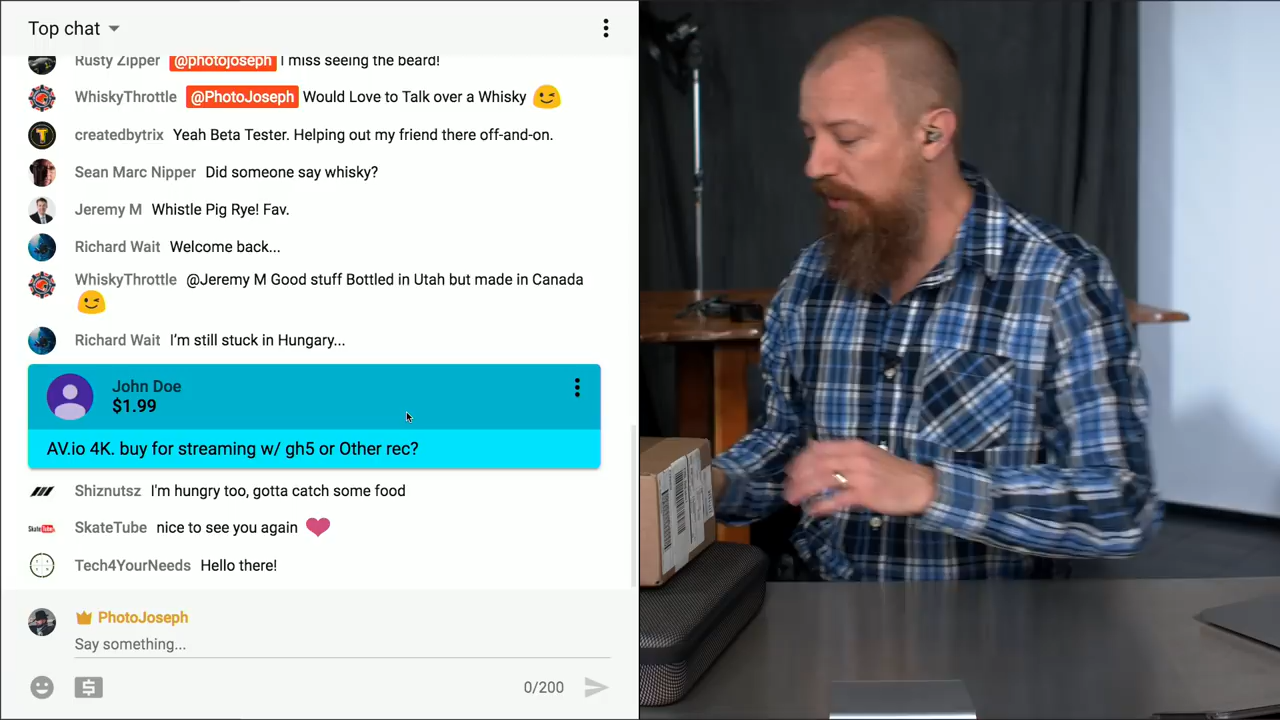 Top chat
Rusty Zipper @photojoseph I miss seeing the beard!
WhiskyThrottle @PhotoJoseph Would Love to Talk over a Whisky 😉
createdbytrix Yeah Beta Tester. Helping out my friend there off-and-on.
Sean Marc Nipper Did someone say whisky?
Jeremy M Whistle Pig Rye! Fav.
Richard Wait Welcome back...
WhiskyThrottle @Jeremy M Good stuff Bottled in Utah but made in Canada
😉
Richard Wait I'm still stuck in Hungary...
John Doe
$1.99
AV.io 4K. buy for streaming w/ gh5 or Other rec?
Shiznutsz I'm hungry too, gotta catch some food
SkateTube nice to see you again ❤
Tech4YourNeeds Hello there!
PhotoJoseph
Say something...
0/200